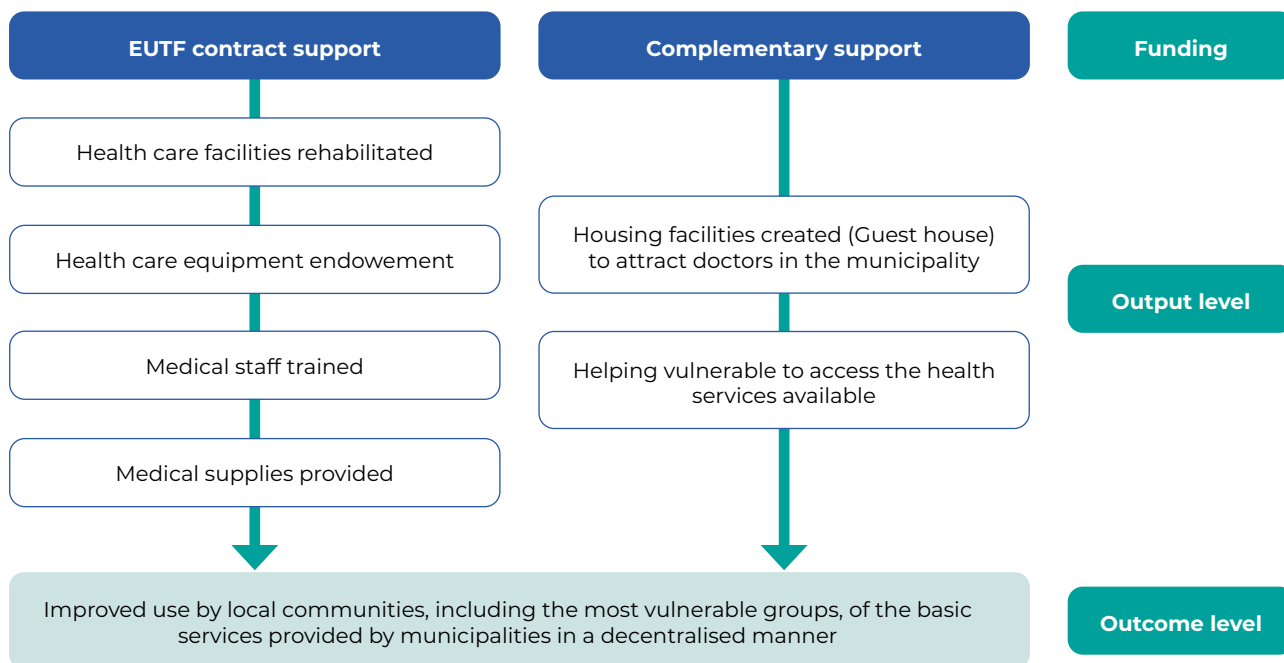 EUTF contract support
Complementary support
Funding
Health care facilities rehabilitated
Health care equipment endowement
Medical staff trained
Medical supplies provided
Housing facilities created (Guest house)
to attract doctors in the municipality
Helping vulnerable to access the health
services available
Output level
Improved use by local communities, including the most vulnerable groups, of the basic
services provided by municipalities in a decentralised manner
Outcome level